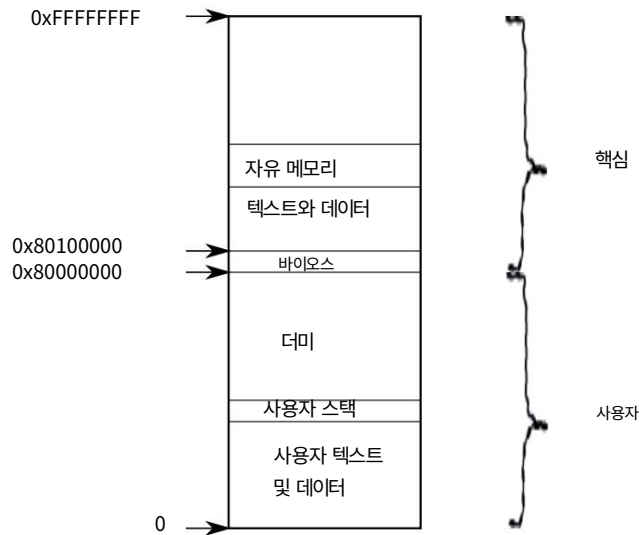 0xFFFFFFFF
자유 메모리
핵심
텍스트와 데이터
0x80100000
바이오스
0x80000000
더미
사용자 스택
사용자
사용자 텍스트
및 데이터
0